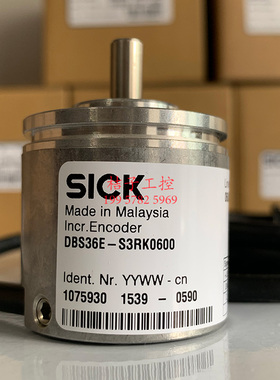 SICK
Made in Malaysia
Incr.Encoder
DBS36E-S3RK0600
Ident. Nr. YYWW - cn
1075930 1539 - 0590